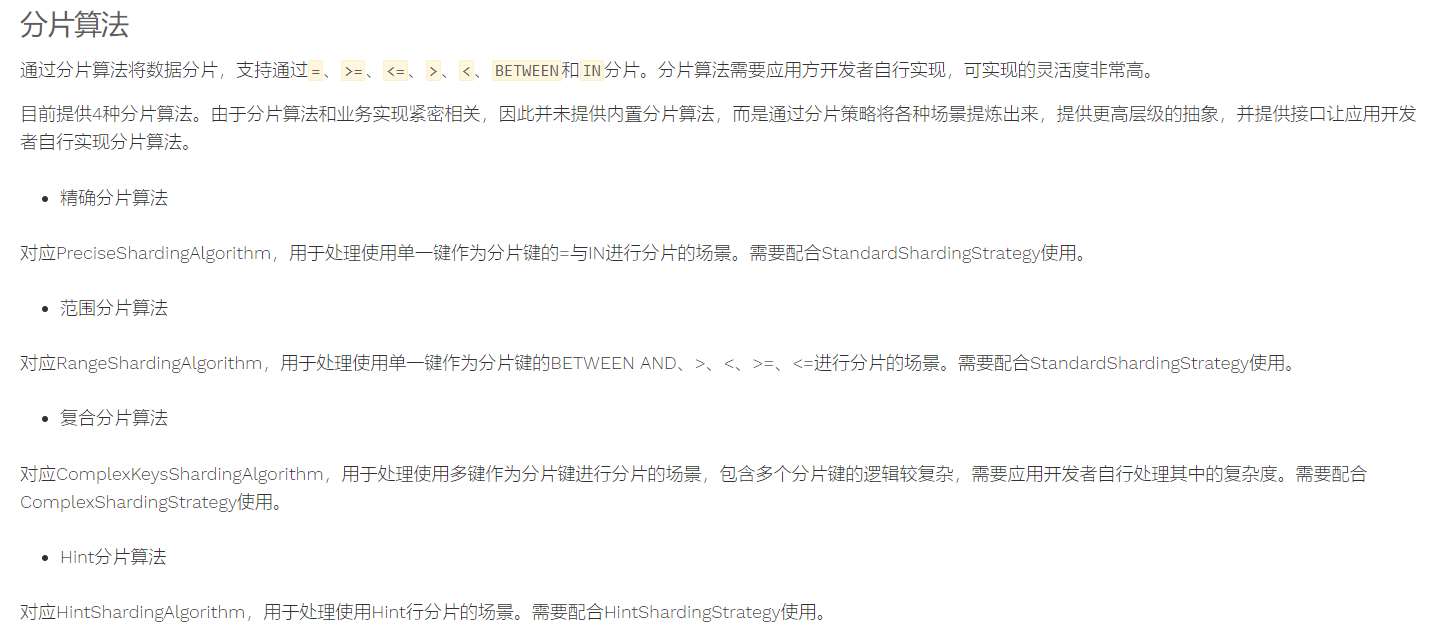 分片算法
通过分片算法将数据分片，支持通过=、>=、<=、>、<、BETWEEN和IN分片。分片算法需要应用方开发者自行实现，可实现的灵活度非常高。
目前提供4种分片算法。由于分片算法和业务实现紧密相关，因此并未提供内置分片算法，而是通过分片策略将各种场景提炼出来，提供更高层级的抽象，并提供接口让应用开发
者自行实现分片算法。
• 精确分片算法
对应PreciseShardingAlgorithm，用于处理使用单一键作为分片键的=与IN进行分片的场景。需要配合StandardShardingStrategy使用。
• 范围分片算法
对应RangeShardingAlgorithm，用于处理使用单一键作为分片键的BETWEEN AND、>、<、>=、<=进行分片的场景。需要配合StandardShardingStrategy使用。
• 复合分片算法
对应ComplexKeysShardingAlgorithm，用于处理使用多键作为分片键进行分片的场景，包含多个分片键的逻辑较复杂，需要应用开发者自行处理其中的复杂度。需要配合
ComplexShardingStrategy使用。
• Hint分片算法
对应HintShardingAlgorithm，用于处理使用Hint行分片的场景。需要配合HintShardingStrategy使用。